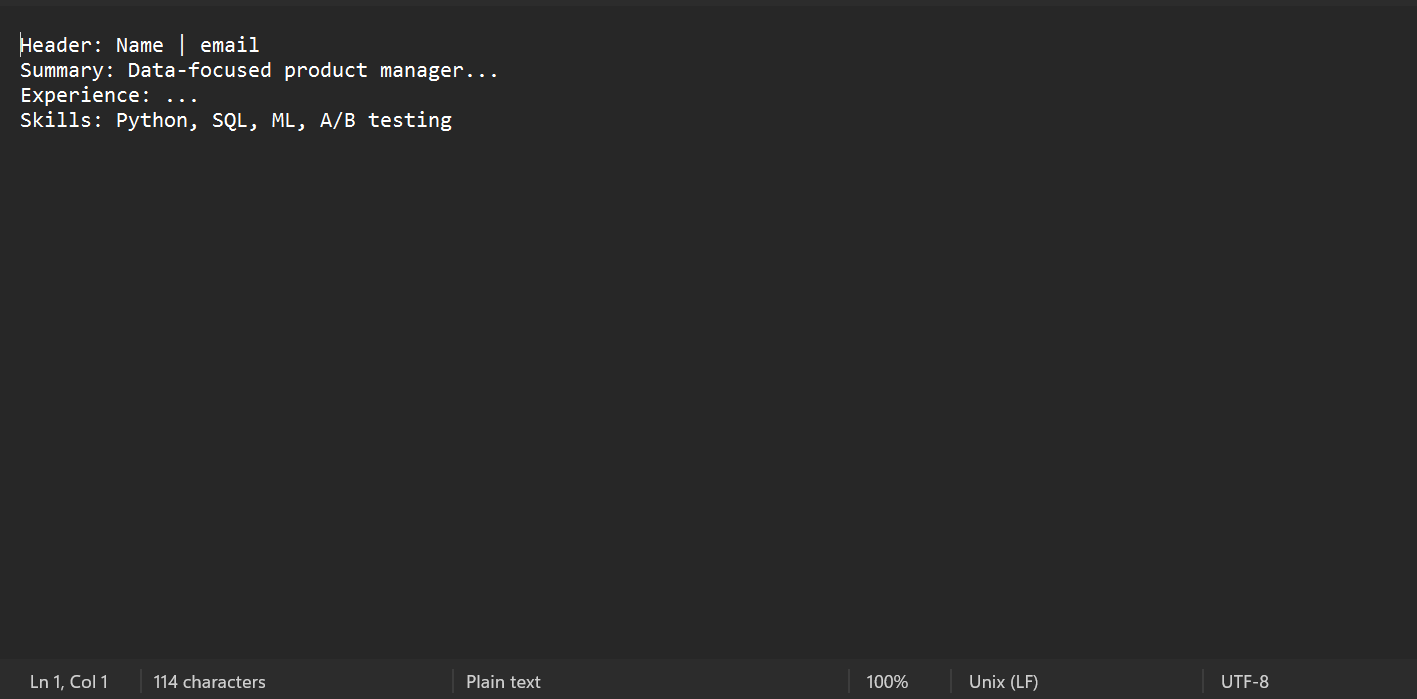 Header: Name | email
Summary: Data-focused product manager...
Experience: ...
Skills: Python, SQL, ML, A/B testing
Ln 1, Col 1
114 characters
Plain text
100%
Unix (LF)
UTF-8